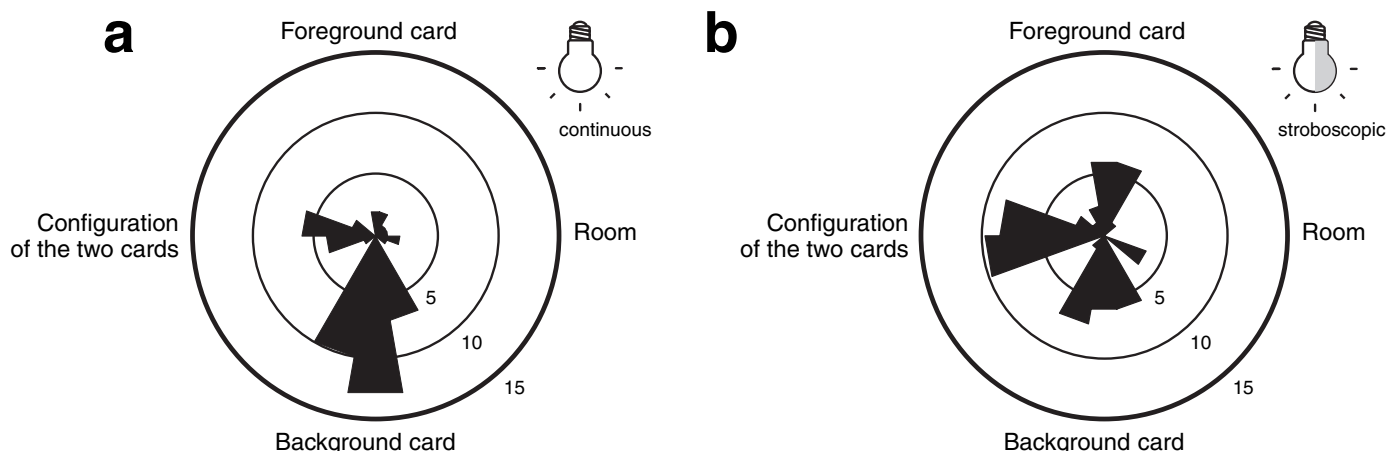 a
Foreground card
continuous
Configuration
of the two cards
Room
5
10
15
Background card
b
Foreground card
stroboscopic
Configuration
of the two cards
Room
5
10
15
Background card